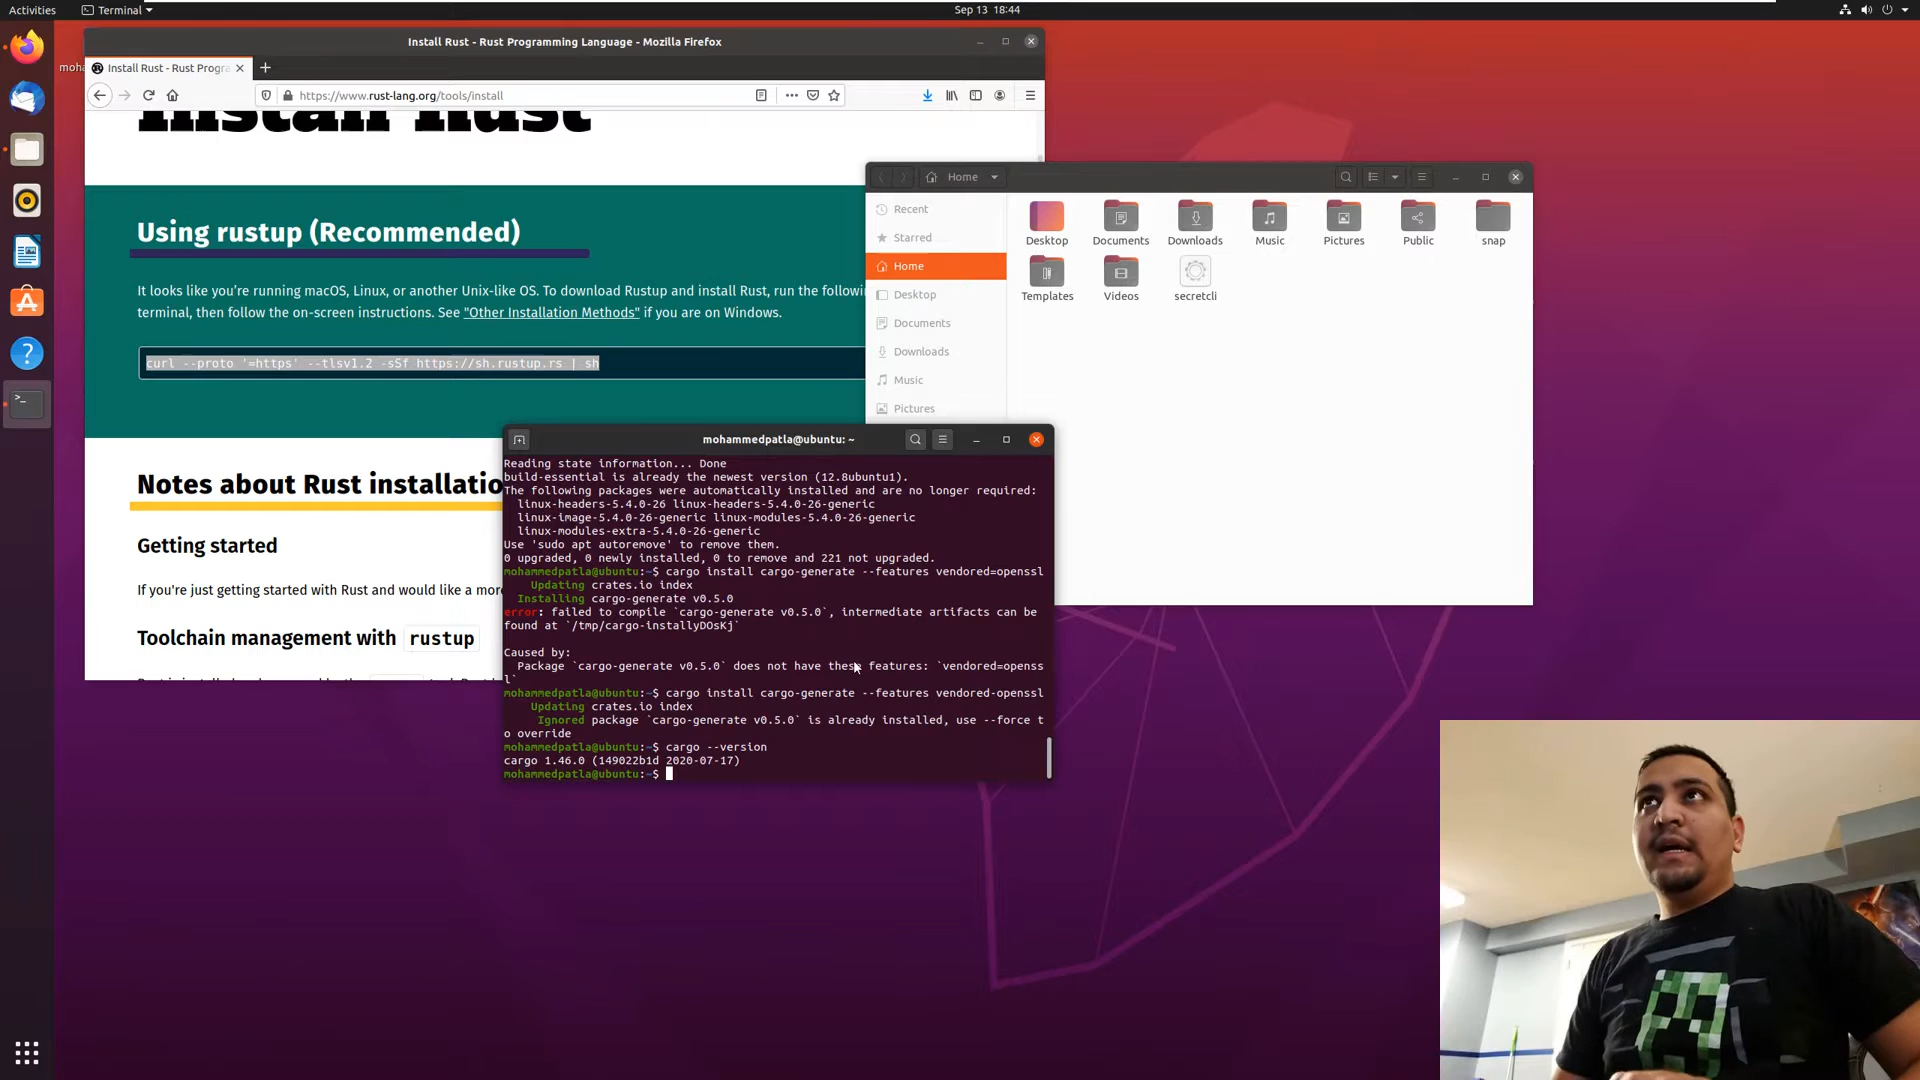 Activities
Terminal
Sep 13 18:44
Install Rust - Rust Programming Language - Mozilla Firefox
Install Rust - Rust Progra
https://www.rust-lang.org/tools/install
Install Rust
Using rustup (Recommended)
It looks like you're running macOS, Linux, or another Unix-like OS. To download Rustup and install Rust, run the following
terminal, then follow the on-screen instructions. See "Other Installation Methods" if you are on Windows.
curl --proto '=https' --tlsv1.2 -sSf https://sh.rustup.rs | sh
Notes about Rust installatio
Getting started
If you're just getting started with Rust and would like a more
Toolchain management with rustup
Home
Recent
Starred
Home
Desktop
Documents
Downloads
Music
Pictures
Desktop
Documents
Downloads
Music
Pictures
Public
snap
Templates
Videos
secretcli
mohammedpatla@ubuntu: ~
Reading state information... Done
build-essential is already the newest version (12.8ubuntu1).
The following packages were automatically installed and are no longer required:
linux-headers-5.4.0-26 linux-headers-5.4.0-26-generic
linux-image-5.4.0-26-generic linux-modules-5.4.0-26-generic
linux-modules-extra-5.4.0-26-generic
Use 'sudo apt autoremove' to remove them.
0 upgraded, 0 newly installed, 0 to remove and 221 not upgraded.
mohammedpatla@ubuntu:~$ cargo install cargo-generate --features vendored=openssl
Updating crates.io index
Installing cargo-generate v0.5.0
error: failed to compile `cargo-generate v0.5.0`, intermediate artifacts can be
found at `/tmp/cargo-installyDOsKj`
Caused by:
Package `cargo-generate v0.5.0` does not have these features: `vendored=openss
l`
mohammedpatla@ubuntu:~$ cargo install cargo-generate --features vendored-openssl
Updating crates.io index
Ignored package `cargo-generate v0.5.0` is already installed, use --force t
o override
mohammedpatla@ubuntu:~$ cargo --version
cargo 1.46.0 (149022b1d 2020-07-17)
mohammedpatla@ubuntu:~$